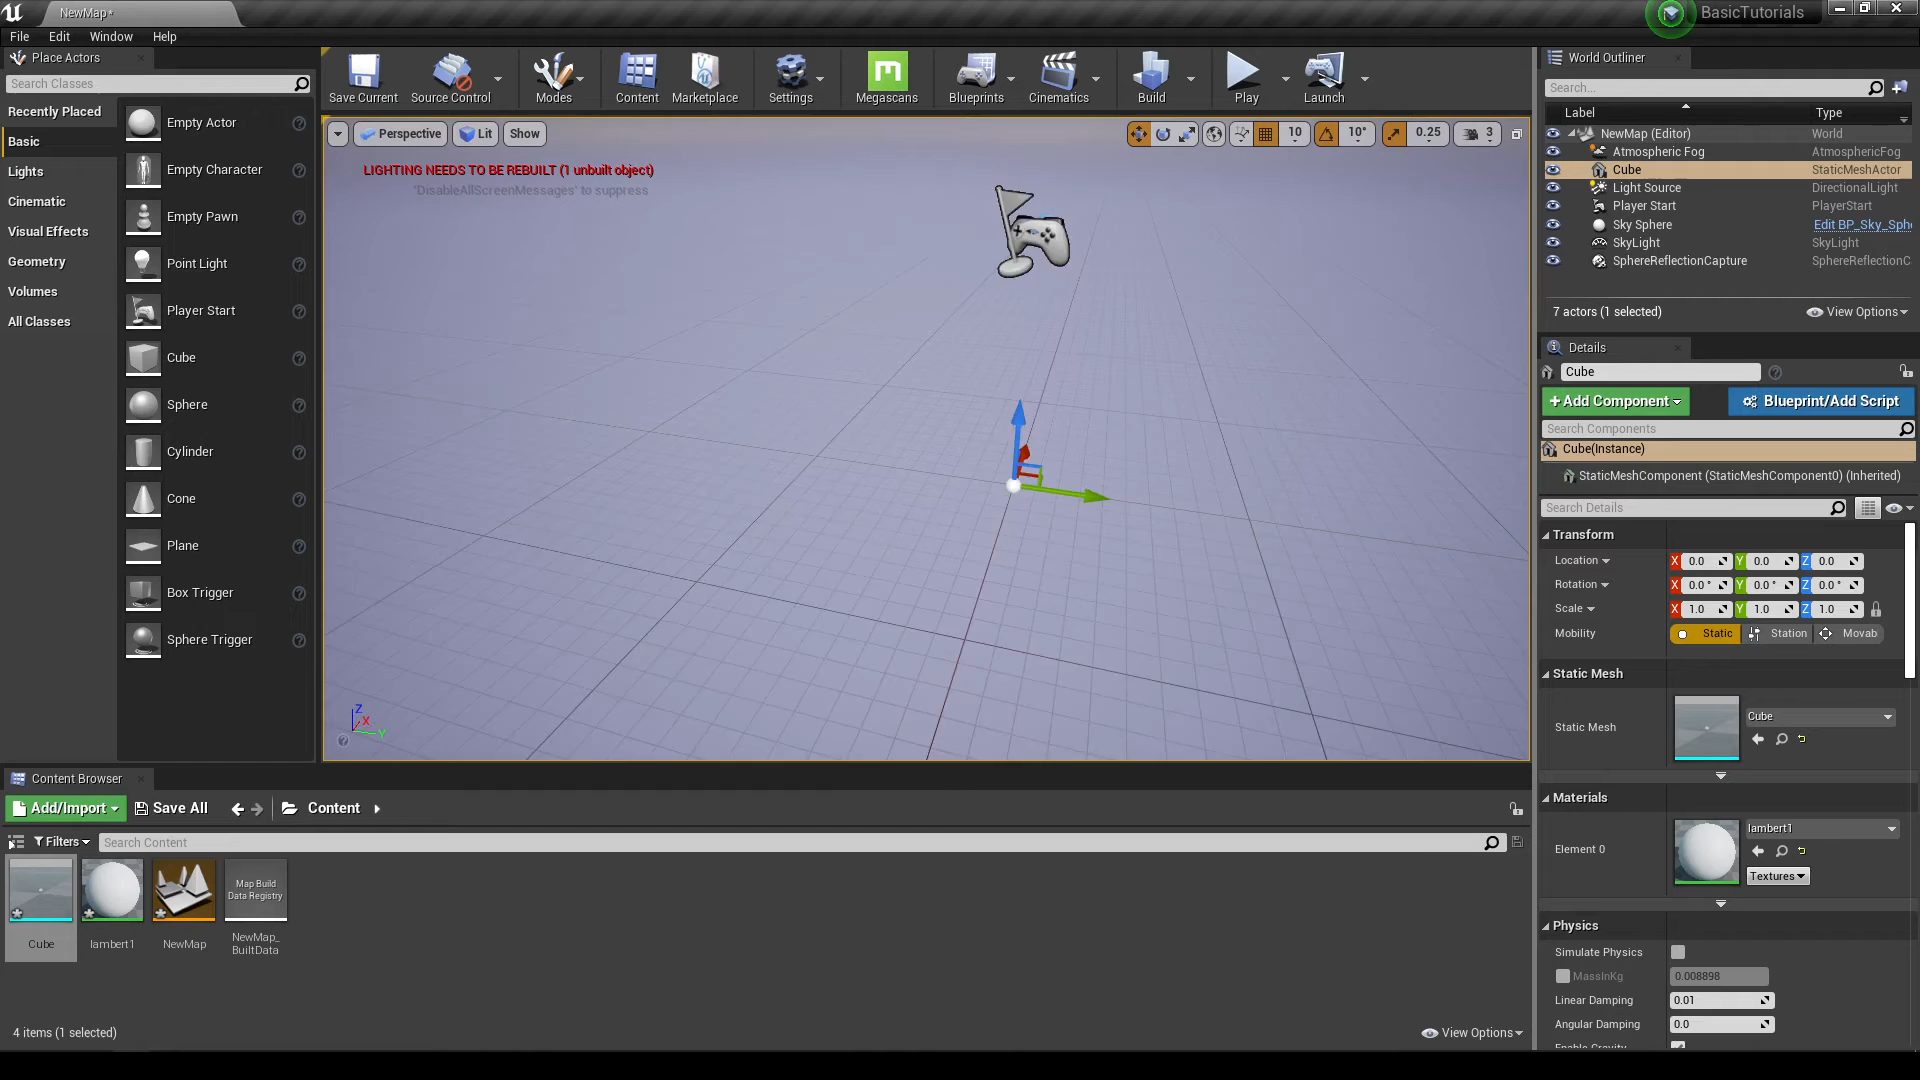 NewMap*
BasicTutorials
File Edit Window Help
Place Actors
Search Classes
Recently Placed
Basic
Lights
Cinematic
Visual Effects
Geometry
Volumes
All Classes
Empty Actor
Empty Character
Empty Pawn
Point Light
Player Start
Cube
Sphere
Cylinder
Cone
Plane
Box Trigger
Sphere Trigger
Save Current Source Control Modes Content Marketplace Settings Megascans Blueprints Cinematics Build Play Launch
Perspective Lit Show 10 10° 0.25 3
LIGHTING NEEDS TO BE REBUILT (1 unbuilt object)
'DisableAllScreenMessages' to suppress
Z
X
Y
World Outliner
Search...
Label Type
NewMap (Editor) World
Atmospheric Fog AtmosphericFog
Cube StaticMeshActor
Light Source DirectionalLight
Player Start PlayerStart
Sky Sphere Edit BP_Sky_Sph
SkyLight SkyLight
SphereReflectionCapture SphereReflectionC
7 actors (1 selected) View Options
Details
Cube
+Add Component Blueprint/Add Script
Search Components
Cube(Instance)
StaticMeshComponent (StaticMeshComponent0) (Inherited)
Search Details
Transform
Location X 0.0 Y 0.0 Z 0.0
Rotation X 0.0 ° Y 0.0 ° Z 0.0 °
Scale X 1.0 Y 1.0 Z 1.0
Mobility Static Station Movab
Static Mesh
Static Mesh Cube
Materials
Element 0 lambert1
Textures
Physics
Simulate Physics
MassInKg 0.008898
Linear Damping 0.01
Angular Damping 0.0
Enable Gravity
Content Browser
Add/Import Save All Content
Filters Search Content
Cube
lambert1
NewMap
Map Build
Data Registry
NewMap_
BuiltData
4 items (1 selected) View Options